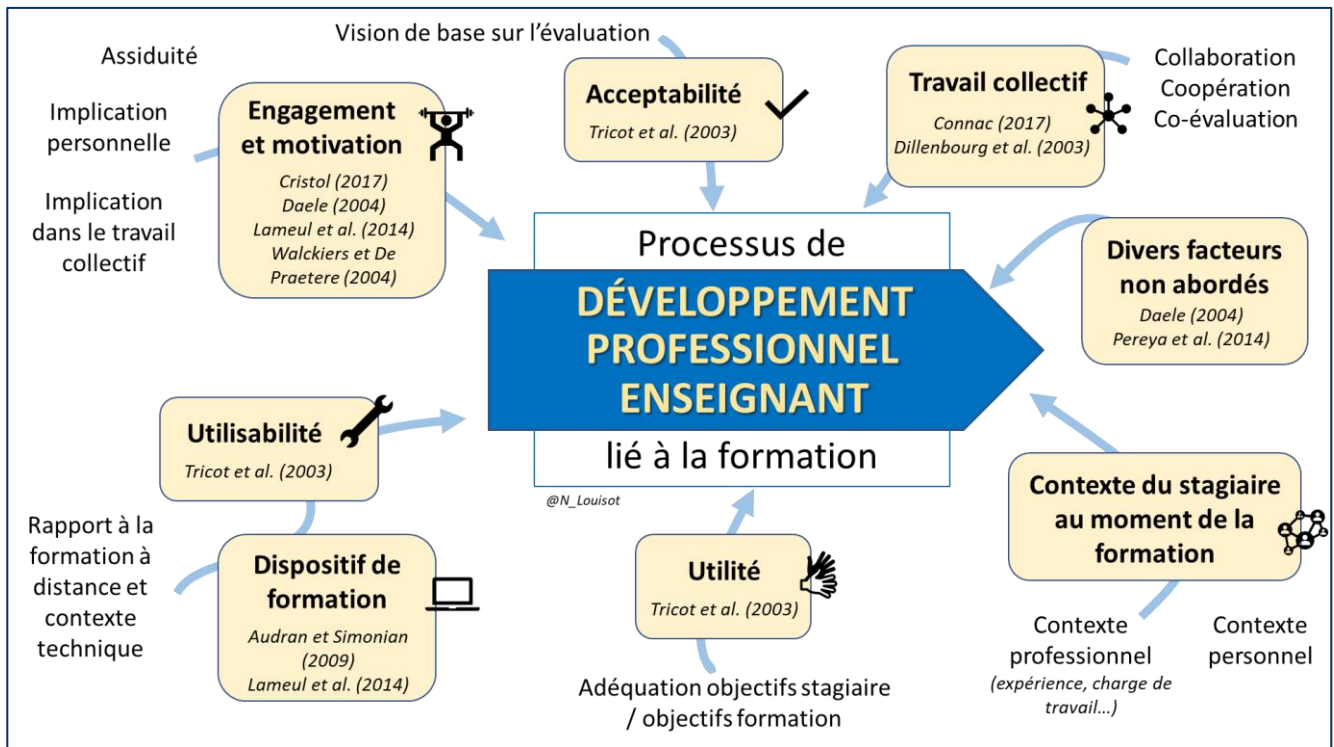 Vision de base sur l'évaluation
Assiduité
Implication
personnelle
Implication
dans le travail
collectif
Engagement
et motivation
Cristol (2017)
Daele (2004)
Lameul et al. (2014)
Walckiers et De
Praetere (2004)
Acceptabilité
Tricot et al. (2003)
Travail collectif
Connac (2017)
Dillenbourg et al. (2003)
Collaboration
Coopération
Co-évaluation
Processus de
DÉVELOPPEMENT
PROFESSIONNEL
ENSEIGNANT
lié à la formation
@N_Louisot
Divers facteurs
non abordés
Daele (2004)
Pereya et al. (2014)
Utilisabilité
Tricot et al. (2003)
Rapport à la
formation à
distance et
contexte
technique
Dispositif de
formation
Audran et Simonian
(2009)
Lameul et al. (2014)
Utilité
Tricot et al. (2003)
Adéquation objectifs stagiaire
/ objectifs formation
Contexte du stagiaire
au moment de la
formation
Contexte
professionnel
(expérience, charge de
travail...)
Contexte
personnel